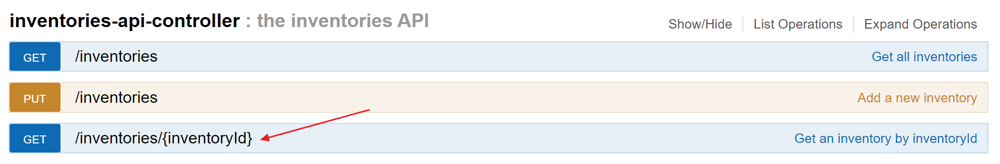 inventories-api-controller : the inventories API
Show/Hide List Operations Expand Operations
GET /inventories Get all inventories
PUT /inventories Add a new inventory
GET /inventories/{inventoryId} Get an inventory by inventoryId